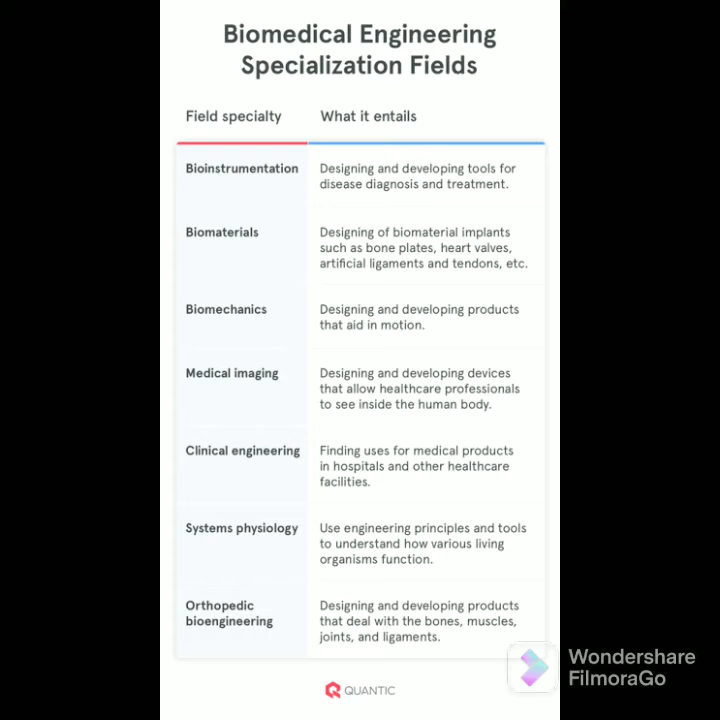 Biomedical Engineering
Specialization Fields
Field specialty
What it entails
Bioinstrumentation
Designing and developing tools for
disease diagnosis and treatment.
Biomaterials
Designing of biomaterial implants
such as bone plates, heart valves,
artificial ligaments and tendons, etc.
Biomechanics
Designing and developing products
that aid in motion.
Medical imaging
Designing and developing devices
that allow healthcare professionals
to see inside the human body.
Clinical engineering
Finding uses for medical products
in hospitals and other healthcare
facilities.
Systems physiology
Use engineering principles and tools
to understand how various living
organisms function.
Orthopedic
bioengineering
Designing and developing products
that deal with the bones, muscles,
joints, and ligaments.
QUANTIC
Wondershare
FilmoraGo